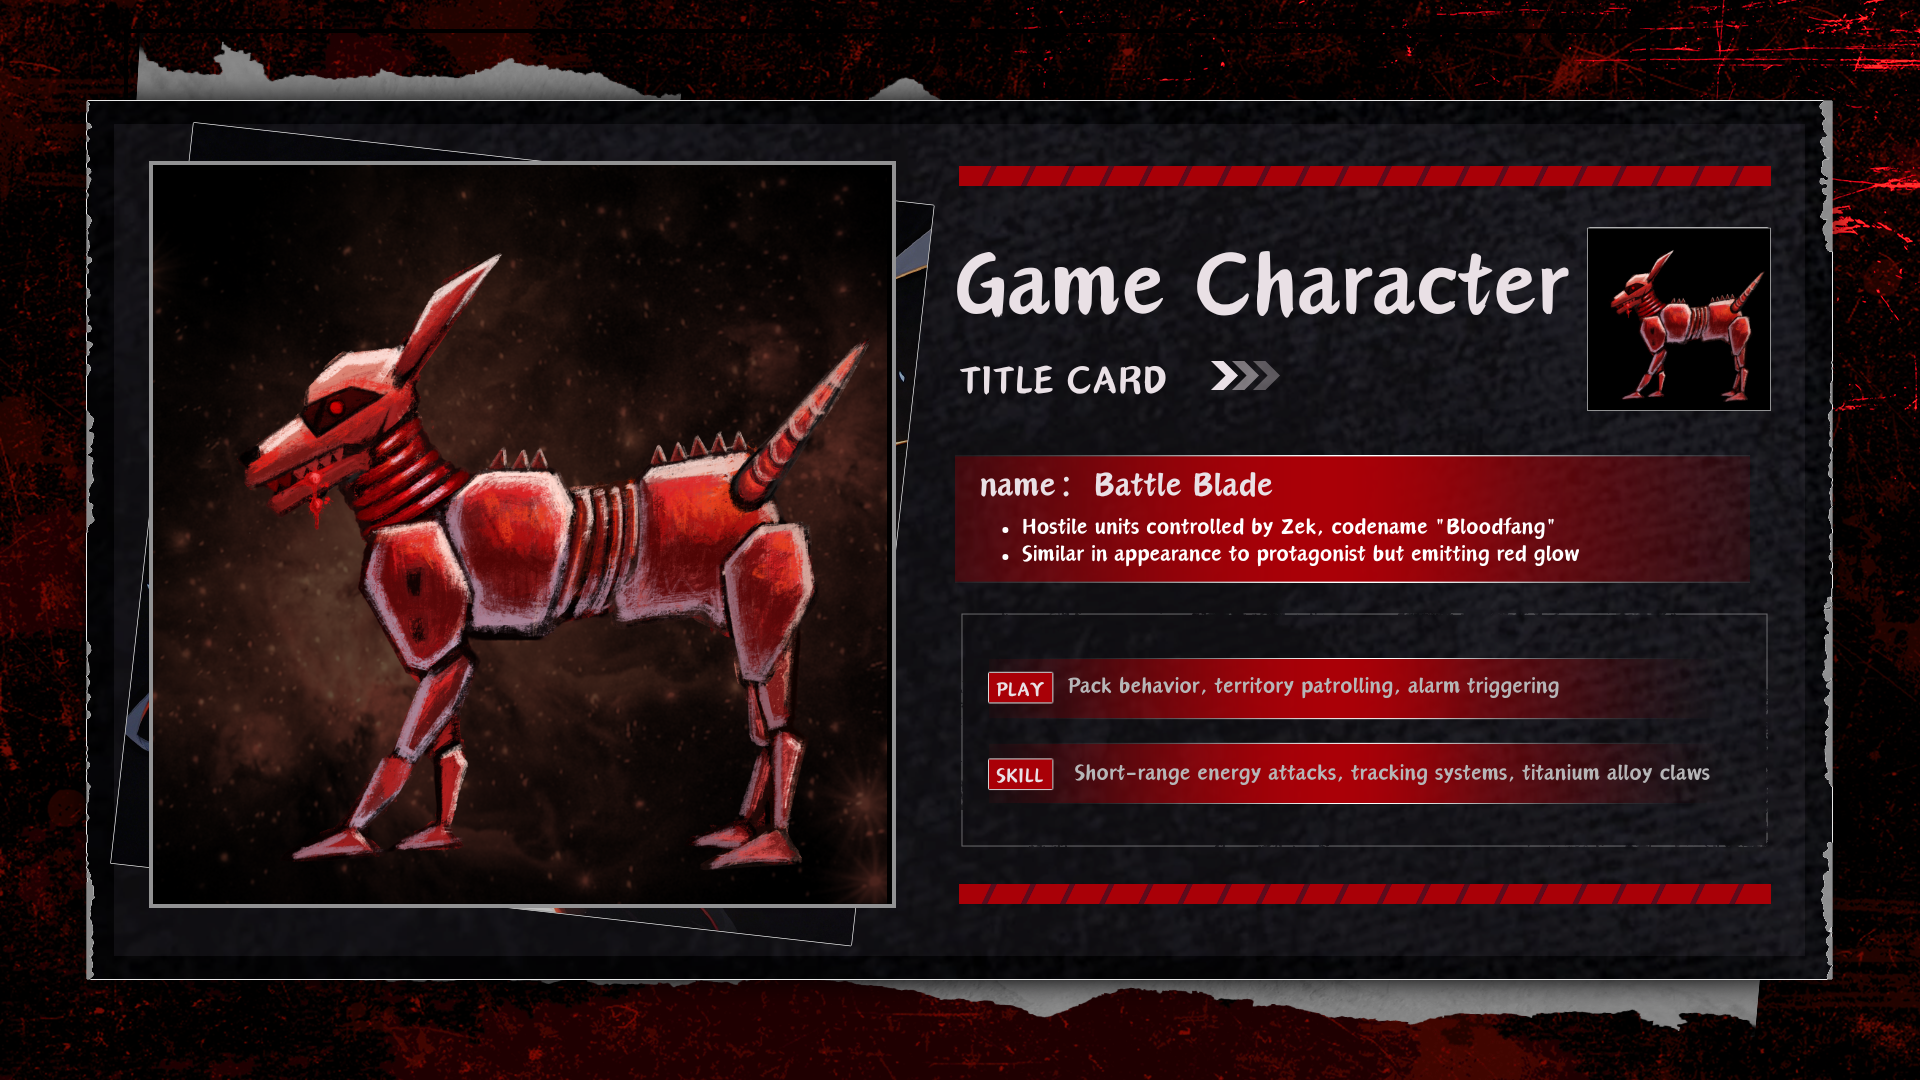 Game Character
TITLE CARD
name: Battle Blade
• Hostile units controlled by Zek, codename "Bloodfang"
• Similar in appearance to protagonist but emitting red glow
PLAY Pack behavior, territory patrolling, alarm triggering
SKILL Short-range energy attacks, tracking systems, titanium alloy claws